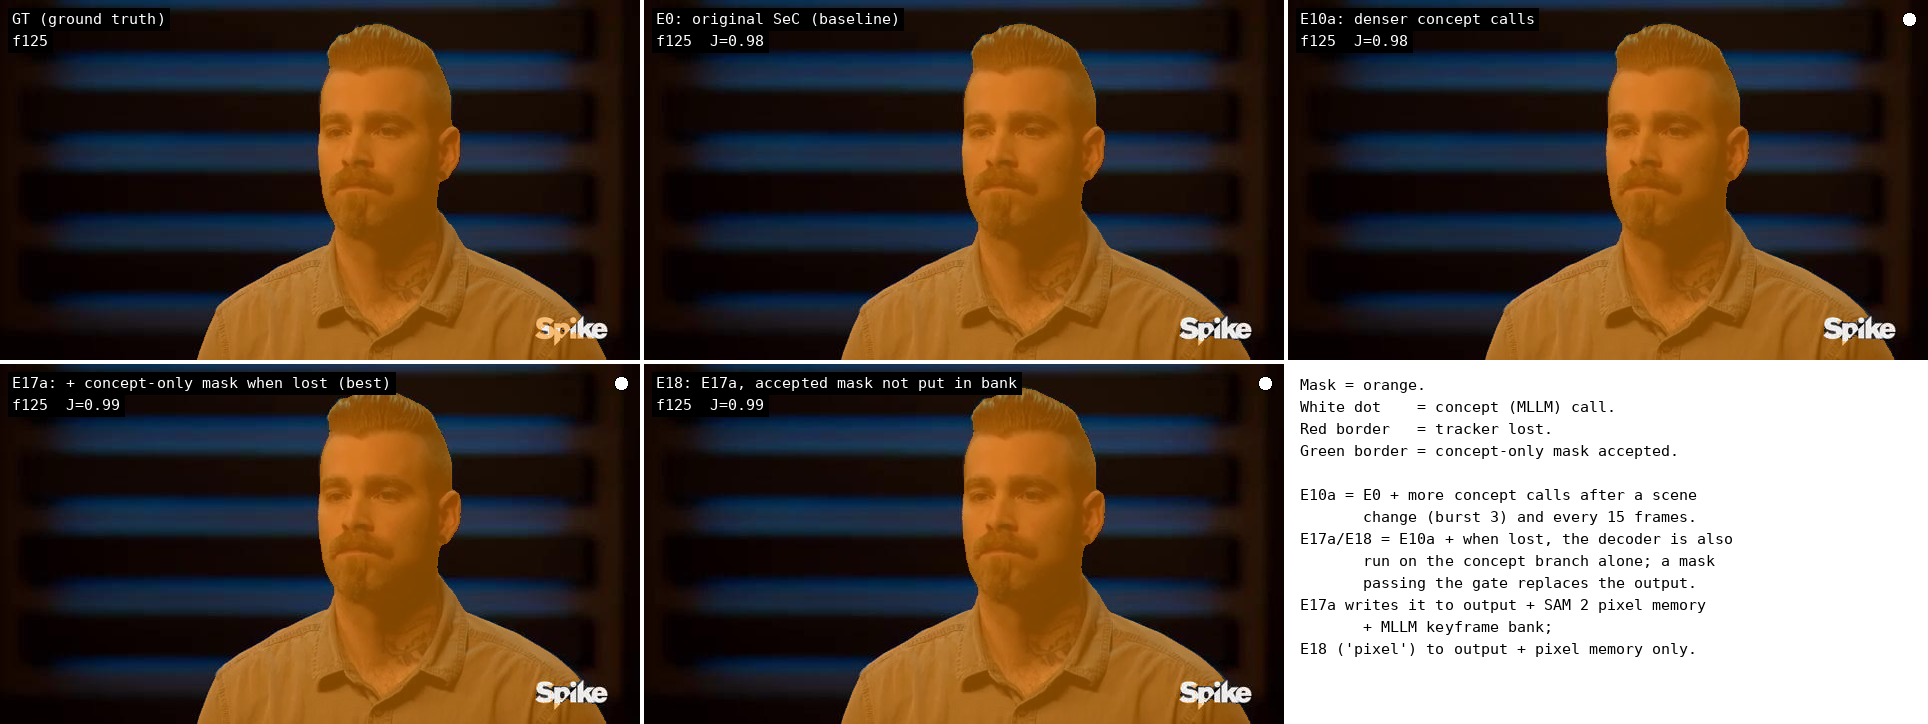 GT (ground truth)
f125
Spike
E0: original SeC (baseline)
f125  J=0.98
Spike
E10a: denser concept calls
f125  J=0.98
Spike
E17a: + concept-only mask when lost (best)
f125  J=0.99
Spike
E18: E17a, accepted mask not put in bank
f125  J=0.99
Spike
Mask = orange.
White dot    = concept (MLLM) call.
Red border   = tracker lost.
Green border = concept-only mask accepted.
E10a = E0 + more concept calls after a scene
change (burst 3) and every 15 frames.
E17a/E18 = E10a + when lost, the decoder is also
run on the concept branch alone; a mask
passing the gate replaces the output.
E17a writes it to output + SAM 2 pixel memory
+ MLLM keyframe bank;
E18 ('pixel') to output + pixel memory only.